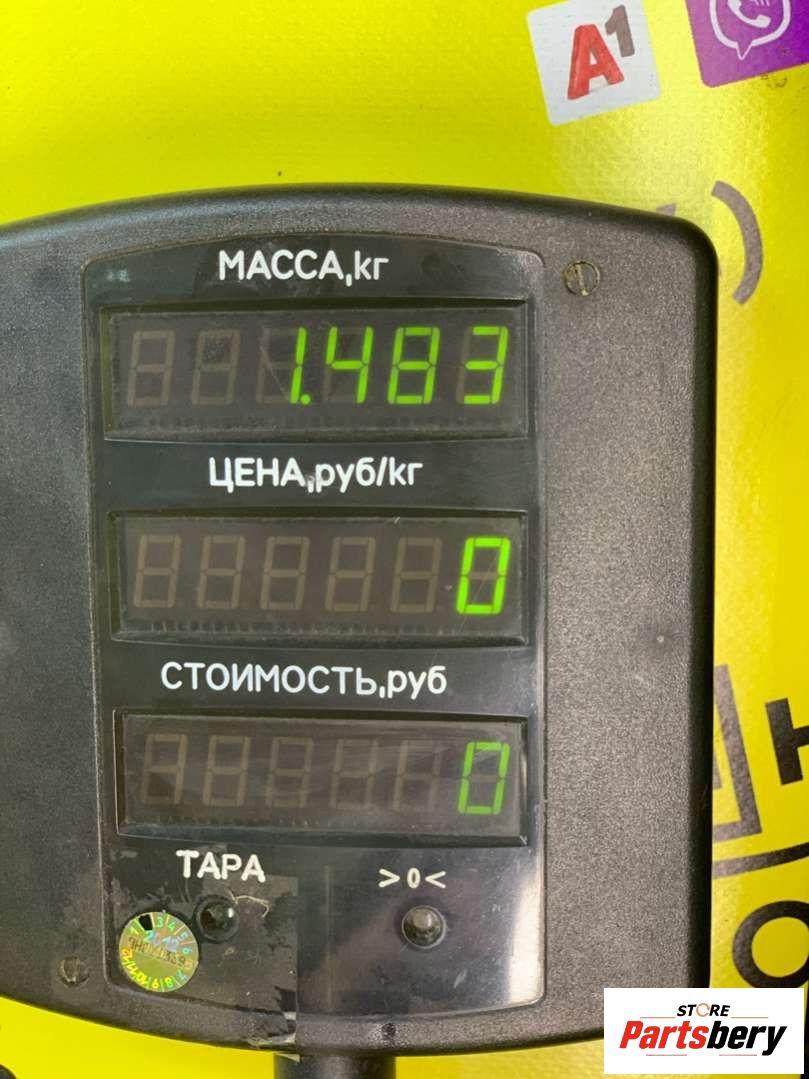 A1
МАССА,кг
1.483
ЦЕНА,руб/кг
0
СТОИМОСТЬ,руб
0
ТАРА
>0<
STORE
Partsbery